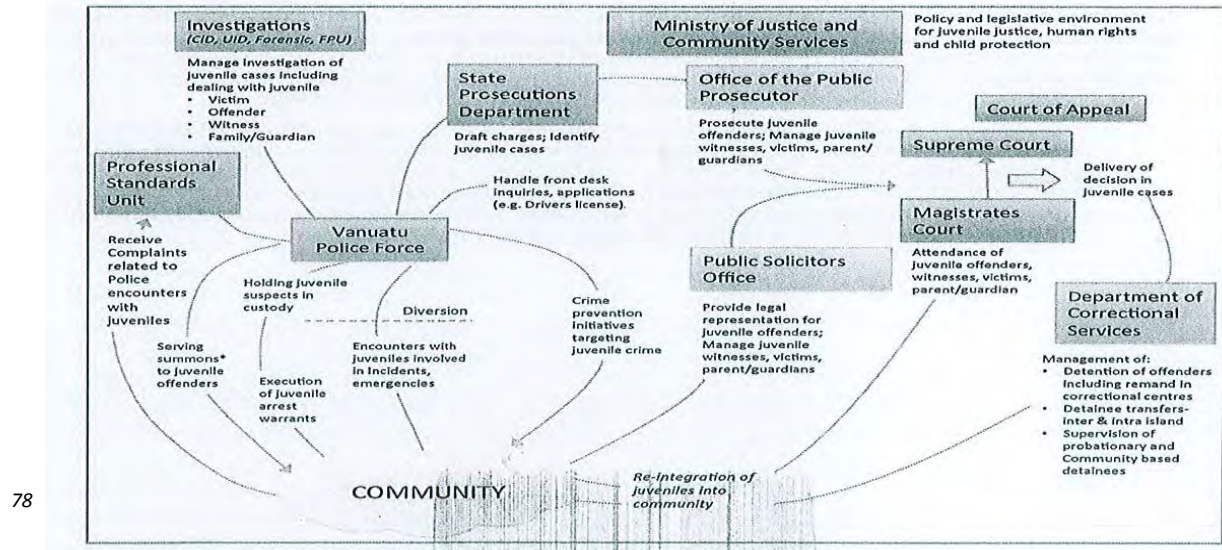 Investigations
(CID, UID, Forensic, FPU)
Manage investigation of
juvenile cases including
dealing with juvenile
• Victim
• Offender
• Witness
• Family/Guardian
Ministry of Justice and
Community Services
Policy and legislative environment
for juvenile justice, human rights
and child protection
State
Prosecutions
Department
Draft charges; Identify
juvenile cases
Office of the Public
Prosecutor
Prosecute juvenile
offenders; Manage juvenile
witnesses, victims, parent/
guardians
Court of Appeal
Supreme Court
Delivery of
decision in
juvenile cases
Professional
Standards
Unit
Receive
Complaints
related to
Police
encounters
with
juveniles
Handle front desk
inquiries, applications
(e.g. Drivers license).
Vanuatu
Police Force
Magistrates
Court
Attendance of
juvenile offenders,
witnesses, victims,
parent/guardian
Public Solicitors
Office
Provide legal
representation for
juvenile offenders;
Manage juvenile
witnesses, victims,
parent/guardians
Holding juvenile
suspects in
custody
Diversion
Crime
prevention
initiatives
targeting
juvenile crime
Serving
summons*
to juvenile
offenders
Execution
of juvenile
arrest
warrants
Encounters with
juveniles involved
in Incidents,
emergencies
Department of
Correctional
Services
Management of:
• Detention of offenders
including remand in
correctional centres
• Detainee transfers-
inter & intra island
• Supervision of
probationary and
Community based
detainees
COMMUNITY
Re-Integration of
juveniles into
community
78